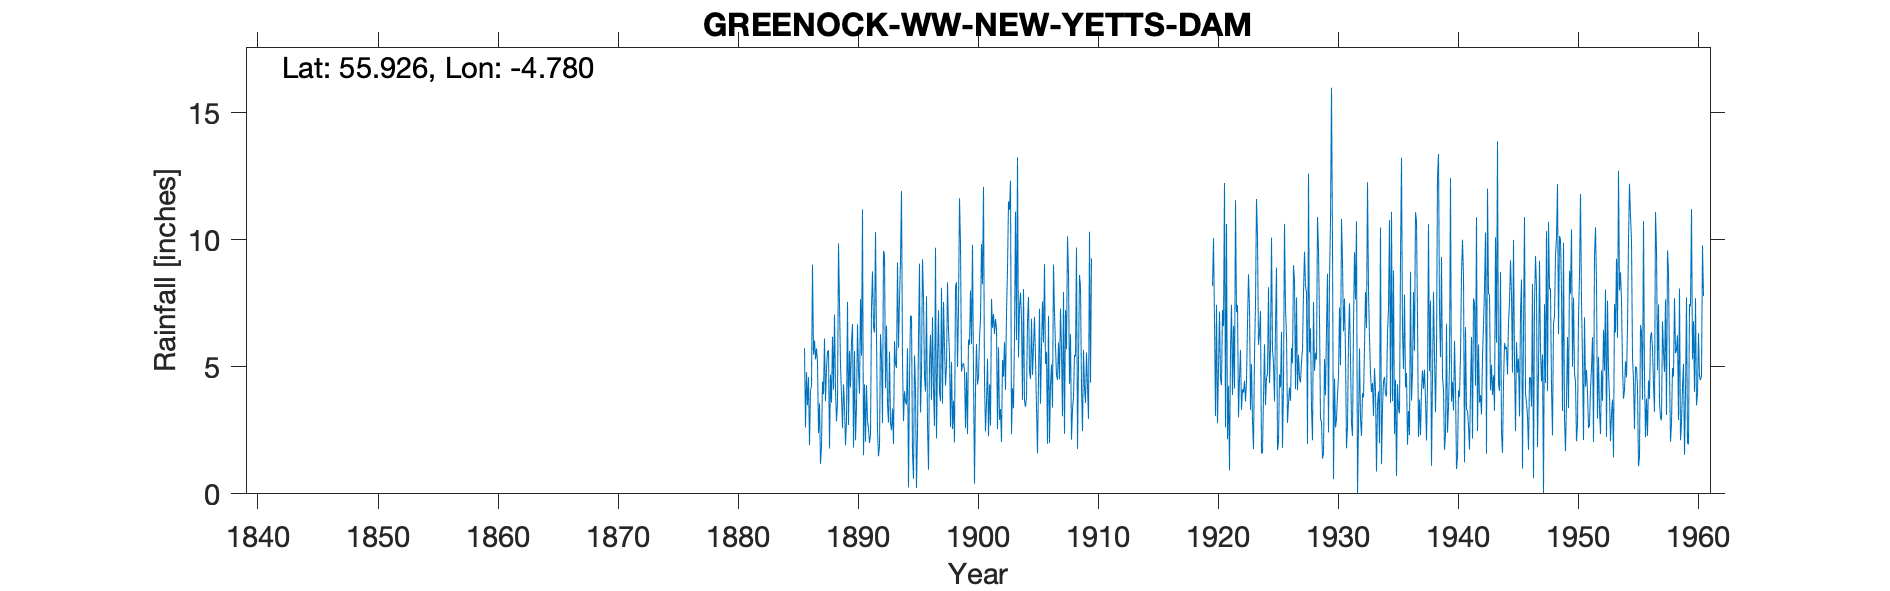 GREENOCK-WW-NEW-YETTS-DAM
Lat: 55.926, Lon: -4.780
15
10
5
0
Rainfall [inches]
1840 1850 1860 1870 1880 1890 1900 1910 1920 1930 1940 1950 1960
Year